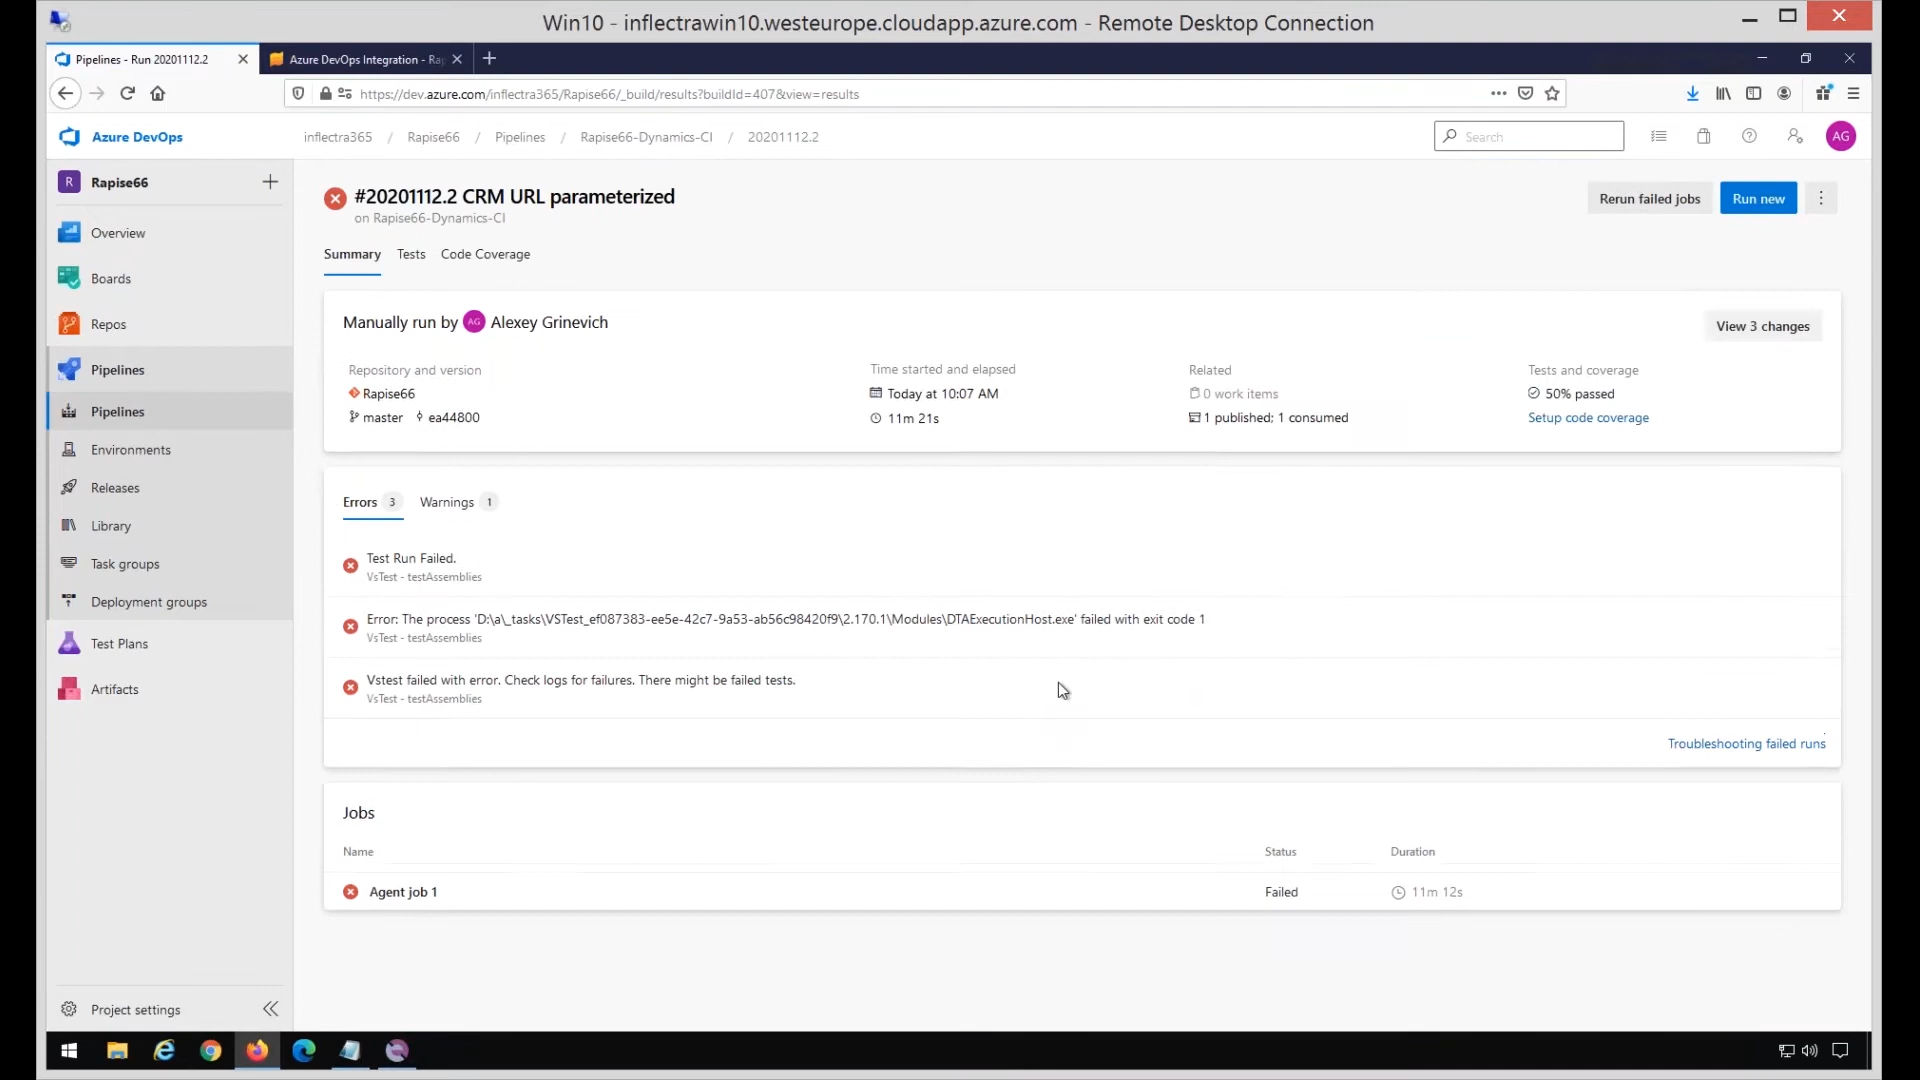 Win10 - inflectrawin10.westeurope.cloudapp.azure.com - Remote Desktop Connection
Pipelines - Run 20201112.2
Azure DevOps Integration - Ra
https://dev.azure.com/inflectra365/Rapise66/_build/results?buildId=407&view=results
Azure DevOps
inflectra365 / Rapise66 / Pipelines / Rapise66-Dynamics-CI / 20201112.2
Search
AG
R Rapise66
Overview
Boards
Repos
Pipelines
Pipelines
Environments
Releases
Library
Task groups
Deployment groups
Test Plans
Artifacts
Project settings
#20201112.2 CRM URL parameterized
on Rapise66-Dynamics-CI
Rerun failed jobs
Run new
Summary
Tests
Code Coverage
Manually run by AG Alexey Grinevich
View 3 changes
Repository and version
Rapise66
master ea44800
Time started and elapsed
Today at 10:07 AM
11m 21s
Related
0 work items
1 published; 1 consumed
Tests and coverage
50% passed
Setup code coverage
Errors 3
Warnings 1
Test Run Failed.
VsTest - testAssemblies
Error: The process 'D:\a\_tasks\VSTest_ef087383-ee5e-42c7-9a53-ab56c98420f9\2.170.1\Modules\DTAExecutionHost.exe' failed with exit code 1
VsTest - testAssemblies
Vstest failed with error. Check logs for failures. There might be failed tests.
VsTest - testAssemblies
Troubleshooting failed runs
Jobs
Name Status Duration
Agent job 1 Failed 11m 12s